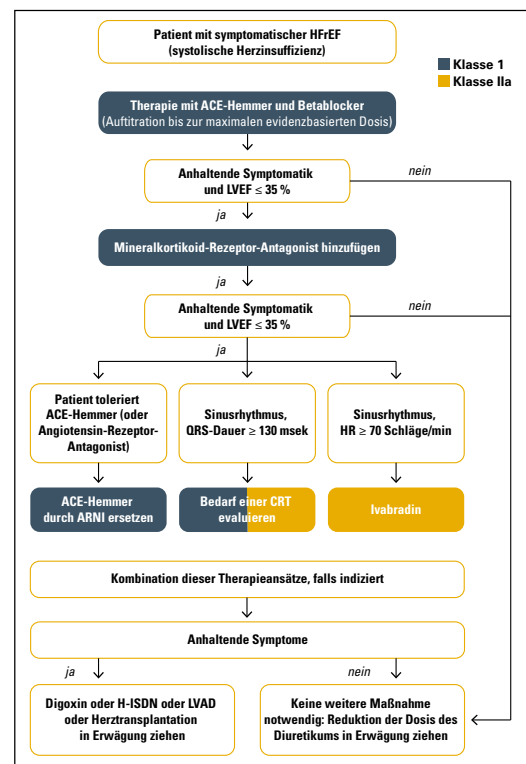 Patient mit symptomatischer HFrEF
(systolische Herzinsuffizienz)
Klasse 1
Klasse IIa
Therapie mit ACE-Hemmer und Betablocker
(Auftitration bis zur maximalen evidenzbasierten Dosis)
Anhaltende Symptomatik
und LVEF ≤ 35 %
nein
ja
Mineralkortikoid-Rezeptor-Antagonist hinzufügen
ja
Anhaltende Symptomatik
und LVEF ≤ 35 %
nein
ja
Patient toleriert
ACE-Hemmer (oder
Angiotensin-Rezeptor-
Antagonist)
Sinusrhythmus,
QRS-Dauer ≥ 130 msek
Sinusrhythmus,
HR ≥ 70 Schläge/min
ACE-Hemmer
durch ARNI ersetzen
Bedarf einer CRT
evaluieren
Ivabradin
Kombination dieser Therapieansätze, falls indiziert
Anhaltende Symptome
ja
nein
Digoxin oder H-ISDN oder LVAD
oder Herztransplantation
in Erwägung ziehen
Keine weitere Maßnahme
notwendig: Reduktion der Dosis des
Diuretikums in Erwägung ziehen